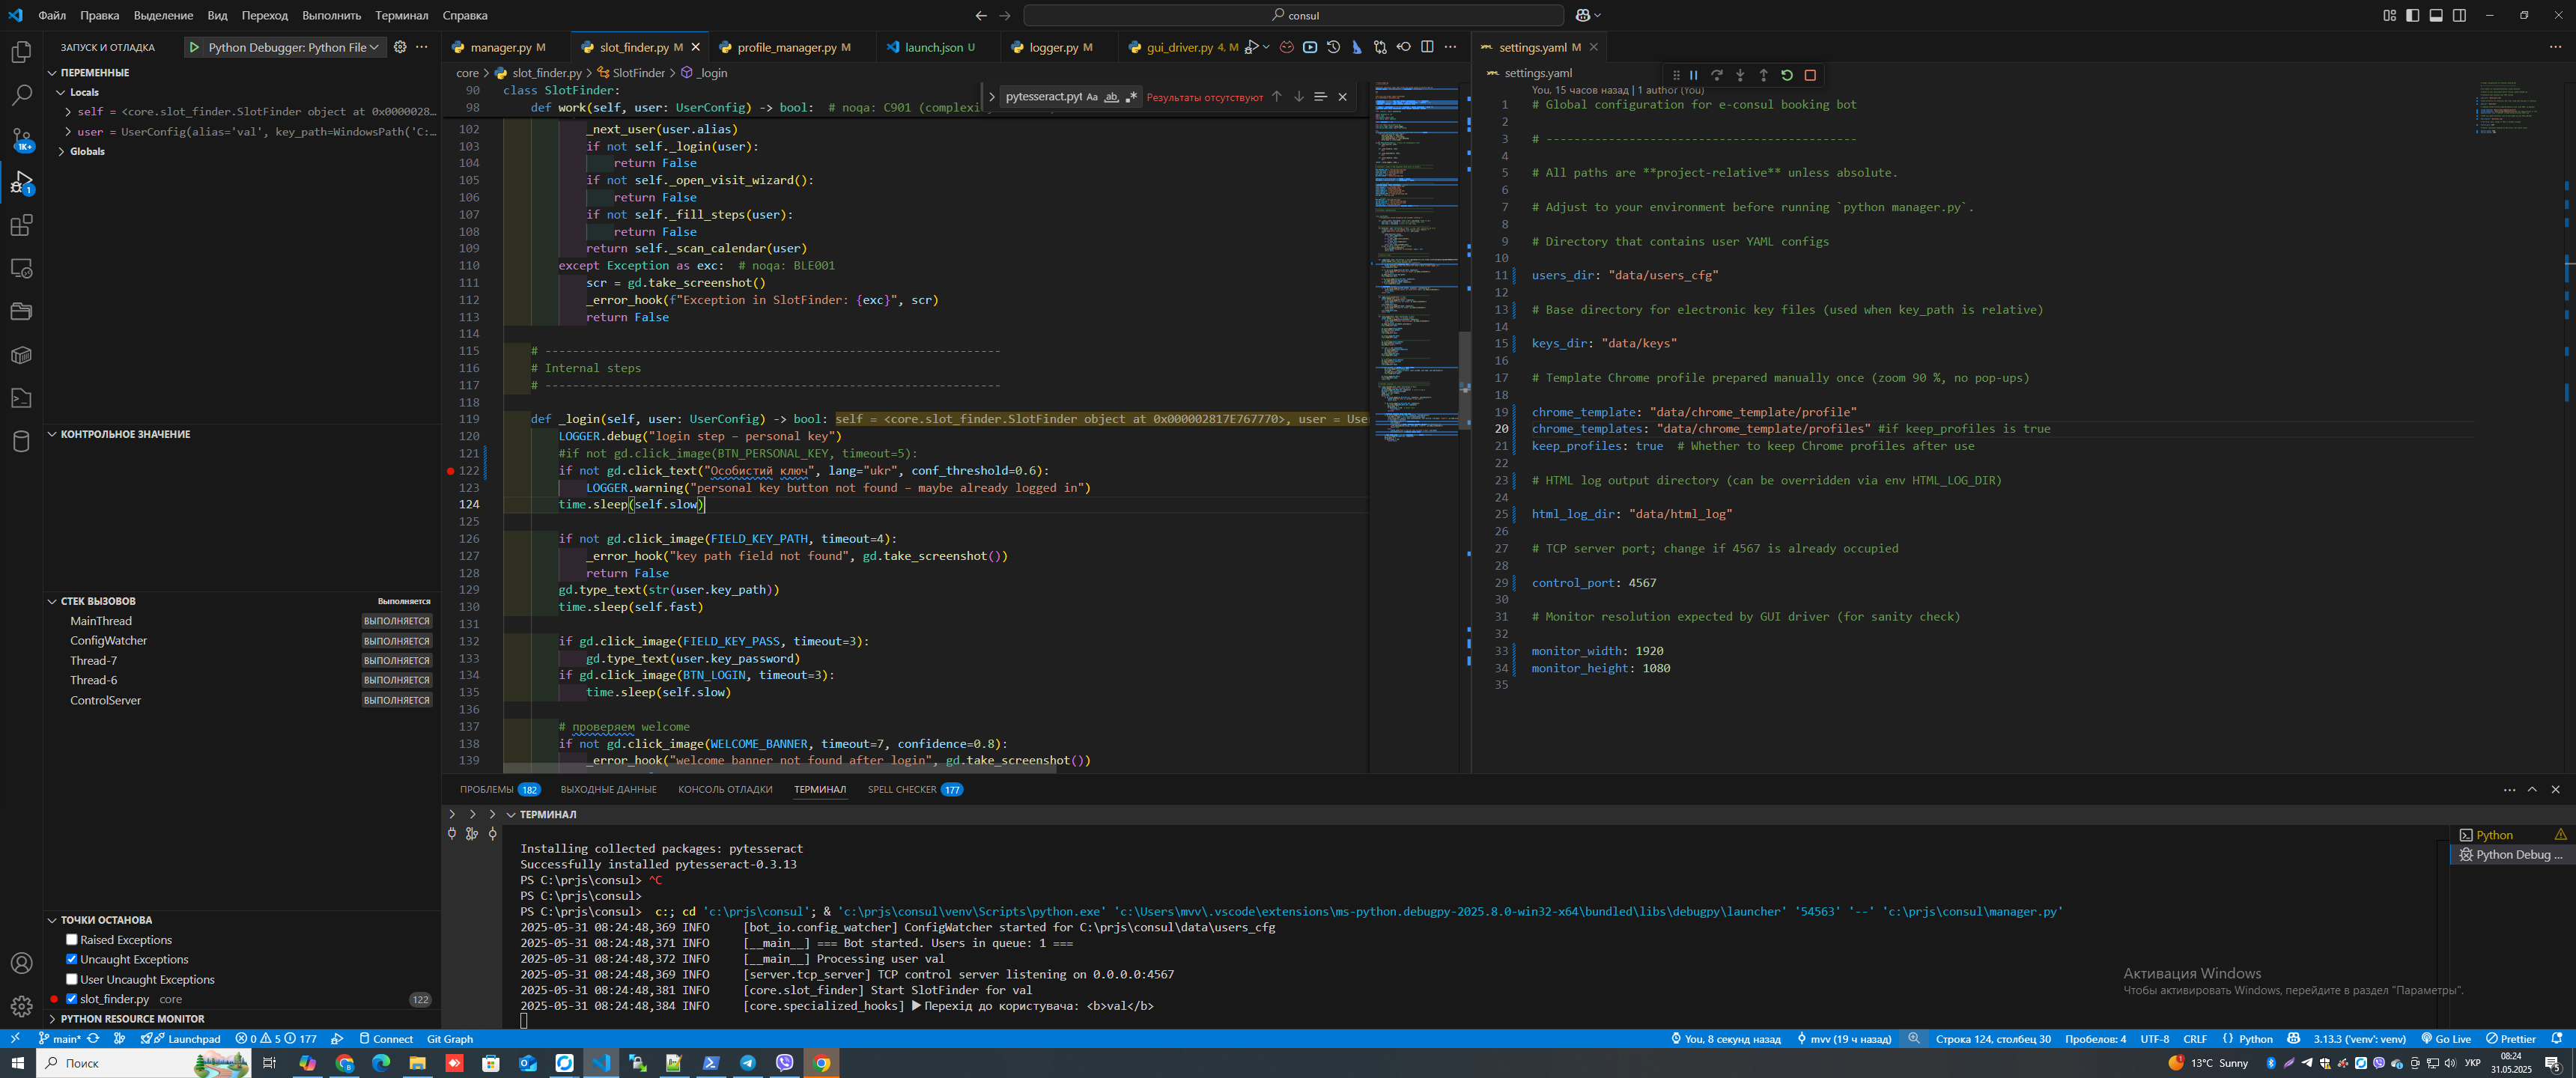 Файл Правка Выделение Вид Переход Выполнить Терминал Справка
consul
ЗАПУСК И ОТЛАДКА
Python Debugger: Python File
ПЕРЕМЕННЫЕ
Locals
self = <core.slot_finder.SlotFinder object at 0x0000028...
user = UserConfig(alias='val', key_path=WindowsPath('C:...
Globals
КОНТРОЛЬНОЕ ЗНАЧЕНИЕ
СТЕК ВЫЗОВОВ Выполняется
MainThread ВЫПОЛНЯЕТСЯ
ConfigWatcher ВЫПОЛНЯЕТСЯ
Thread-7 ВЫПОЛНЯЕТСЯ
Thread-6 ВЫПОЛНЯЕТСЯ
ControlServer ВЫПОЛНЯЕТСЯ
ТОЧКИ ОСТАНОВА
Raised Exceptions
Uncaught Exceptions
User Uncaught Exceptions
slot_finder.py core 122
PYTHON RESOURCE MONITOR
1K+
1
manager.py M slot_finder.py M profile_manager.py M launch.json U logger.py M gui_driver.py 4, M
core > slot_finder.py > SlotFinder > _login
pytesseract.pyt Aa ab Результаты отсутствуют
90 class SlotFinder:
98 def work(self, user: UserConfig) -> bool: # noqa: C901 (complexi
102 _next_user(user.alias)
103 if not self._login(user):
104 return False
105 if not self._open_visit_wizard():
106 return False
107 if not self._fill_steps(user):
108 return False
109 return self._scan_calendar(user)
110 except Exception as exc: # noqa: BLE001
111 scr = gd.take_screenshot()
112 _error_hook(f"Exception in SlotFinder: {exc}", scr)
113 return False
114
115 # ------------------------------------------------------------------
116 # Internal steps
117 # ------------------------------------------------------------------
118
119 def _login(self, user: UserConfig) -> bool: self = <core.slot_finder.SlotFinder object at 0x000002817E767770>, user = Use
120 LOGGER.debug("login step – personal key")
121 #if not gd.click_image(BTN_PERSONAL_KEY, timeout=5):
122 if not gd.click_text("Особистий ключ", lang="ukr", conf_threshold=0.6):
123 LOGGER.warning("personal key button not found – maybe already logged in")
124 time.sleep(self.slow)
125
126 if not gd.click_image(FIELD_KEY_PATH, timeout=4):
127 _error_hook("key path field not found", gd.take_screenshot())
128 return False
129 gd.type_text(str(user.key_path))
130 time.sleep(self.fast)
131
132 if gd.click_image(FIELD_KEY_PASS, timeout=3):
133 gd.type_text(user.key_password)
134 if gd.click_image(BTN_LOGIN, timeout=3):
135 time.sleep(self.slow)
136
137 # проверяем welcome
138 if not gd.click_image(WELCOME_BANNER, timeout=7, confidence=0.8):
139 _error_hook("welcome banner not found after login", gd.take_screenshot())
settings.yaml M
settings.yaml
You, 15 часов назад | 1 author (You)
1 # Global configuration for e-consul booking bot
2
3 # ---------------------------------------------
4
5 # All paths are **project-relative** unless absolute.
6
7 # Adjust to your environment before running `python manager.py`.
8
9 # Directory that contains user YAML configs
10
11 users_dir: "data/users_cfg"
12
13 # Base directory for electronic key files (used when key_path is relative)
14
15 keys_dir: "data/keys"
16
17 # Template Chrome profile prepared manually once (zoom 90 %, no pop-ups)
18
19 chrome_template: "data/chrome_template/profile"
20 chrome_templates: "data/chrome_template/profiles" #if keep_profiles is true
21 keep_profiles: true # Whether to keep Chrome profiles after use
22
23 # HTML log output directory (can be overridden via env HTML_LOG_DIR)
24
25 html_log_dir: "data/html_log"
26
27 # TCP server port; change if 4567 is already occupied
28
29 control_port: 4567
30
31 # Monitor resolution expected by GUI driver (for sanity check)
32
33 monitor_width: 1920
34 monitor_height: 1080
35
ПРОБЛЕМЫ 182 ВЫХОДНЫЕ ДАННЫЕ КОНСОЛЬ ОТЛАДКИ ТЕРМИНАЛ SPELL CHECKER 177
ТЕРМИНАЛ
Installing collected packages: pytesseract
Successfully installed pytesseract-0.3.13
PS C:\prjs\consul> ^C
PS C:\prjs\consul>
PS C:\prjs\consul> c:; cd 'c:\prjs\consul'; & 'c:\prjs\consul\venv\Scripts\python.exe' 'c:\Users\mvv\.vscode\extensions\ms-python.debugpy-2025.8.0-win32-x64\bundled\libs\debugpy\launcher' '54563' '--' 'c:\prjs\consul\manager.py'
2025-05-31 08:24:48,369 INFO [bot_io.config_watcher] ConfigWatcher started for C:\prjs\consul\data\users_cfg
2025-05-31 08:24:48,371 INFO [__main__] === Bot started. Users in queue: 1 ===
2025-05-31 08:24:48,372 INFO [__main__] Processing user val
2025-05-31 08:24:48,369 INFO [server.tcp_server] TCP control server listening on 0.0.0.0:4567
2025-05-31 08:24:48,381 INFO [core.slot_finder] Start SlotFinder for val
2025-05-31 08:24:48,384 INFO [core.specialized_hooks] ▶ Перехід до користувача: <b>val</b>
Python
Python Debug ...
Активация Windows
Чтобы активировать Windows, перейдите в раздел "Параметры".
main* Launchpad 0 5 177 Connect Git Graph You, 8 секунд назад mvv (19 ч назад) Строка 124, столбец 30 Пробелов: 4 UTF-8 CRLF {} Python 3.13.3 ('venv': venv) Go Live Prettier
Поиск 13°C Sunny УКР 08:24
31.05.2025
5